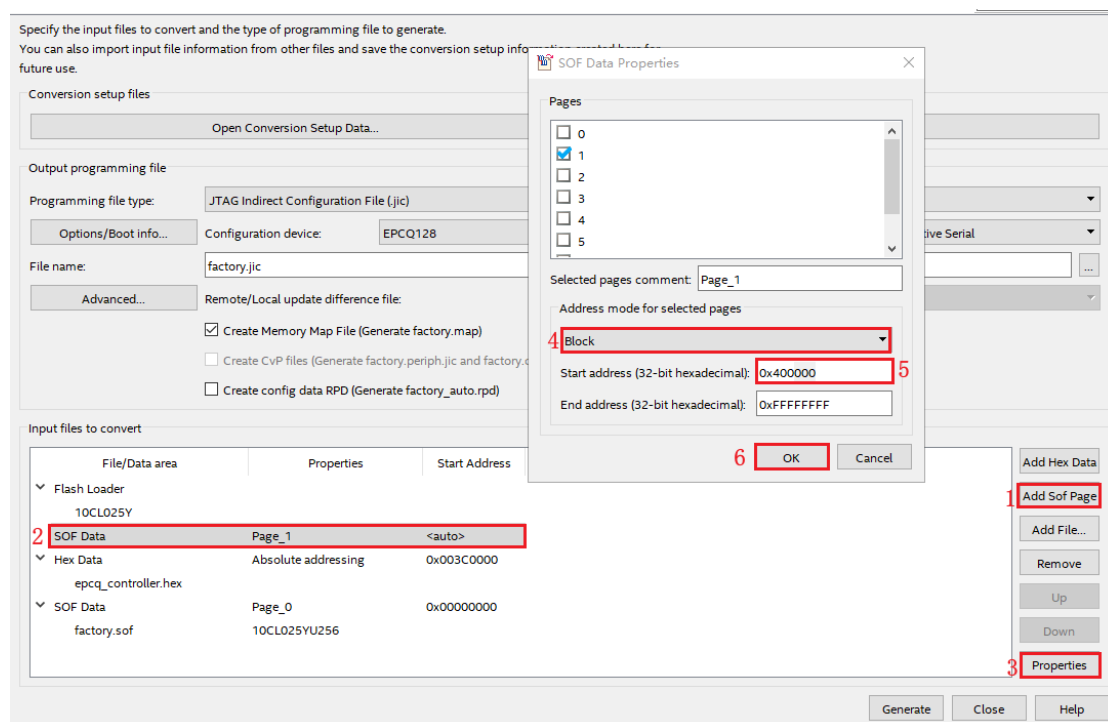 Specify the input files to convert and the type of programming file to generate.
You can also import input file information from other files and save the conversion setup
future use.
Conversion setup files
Open Conversion Setup Data...
Output programming file
Programming file type:
JTAG Indirect Configuration File (.jic)
Options/Boot info...
Configuration device:
EPCQ128
tive Serial
File name:
factory.jic
...
Advanced...
Remote/Local update difference file:
Create Memory Map File (Generate factory.map)
Create CvP files (Generate factory.periph.jic and factory.
Create config data RPD (Generate factory_auto.rpd)
SOF Data Properties
Pages
0
1
2
3
4
5
Selected pages comment: Page_1
Address mode for selected pages
4 Block
Start address (32-bit hexadecimal): 0x400000 5
End address (32-bit hexadecimal): 0xFFFFFFFF
6 OK Cancel
Input files to convert
File/Data area Properties Start Address
Flash Loader
10CL025Y
2 SOF Data Page_1 <auto>
Hex Data Absolute addressing 0x003C0000
epcq_controller.hex
SOF Data Page_0 0x00000000
factory.sof 10CL025YU256
Add Hex Data
1 Add Sof Page
Add File...
Remove
Up
Down
3 Properties
Generate Close Help